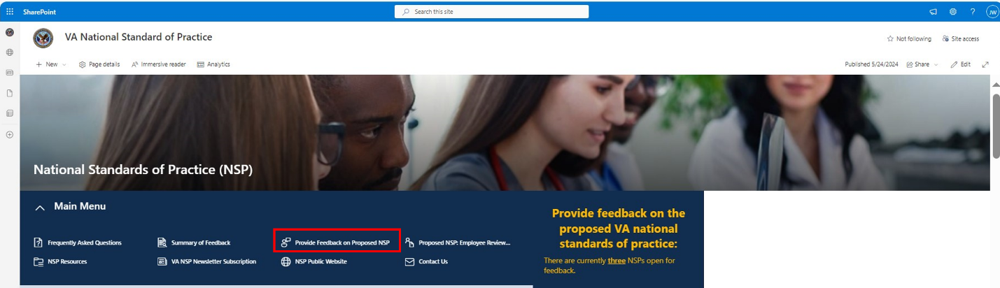 SharePoint
Search this site
?
JW
VA National Standard of Practice
Not following
Site access
New
Page details
Immersive reader
Analytics
Published 5/24/2024
Share
Edit
National Standards of Practice (NSP)
Main Menu
Frequently Asked Questions
Summary of Feedback
Provide Feedback on Proposed NSP
Proposed NSP: Employee Review...
NSP Resources
VA NSP Newsletter Subscription
NSP Public Website
Contact Us
Provide feedback on the
proposed VA national
standards of practice:
There are currently three NSPs open for
feedback.